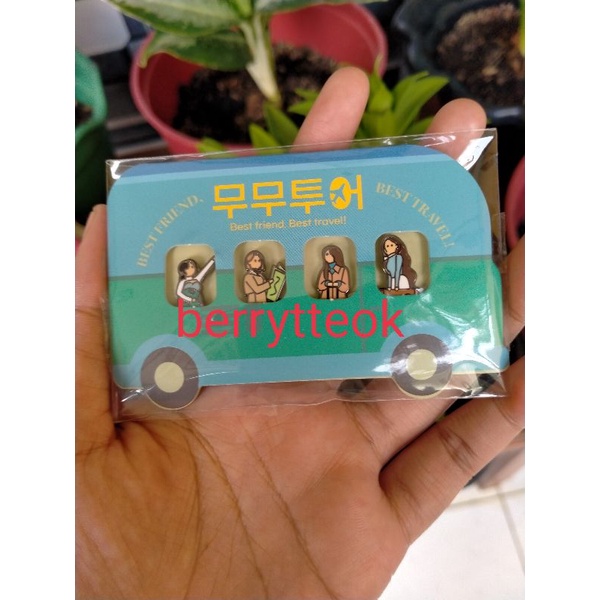 BEST FRIEND,
무무투어
BEST TRAVEL!
Best friend, Best travel!
berrytteok